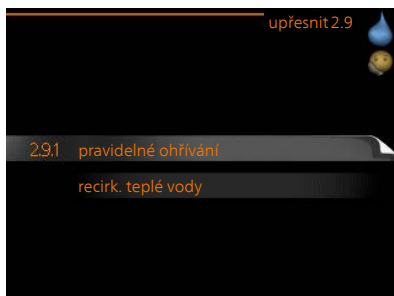 upřesnit 2.9
2.9.1 pravidelné ohřívání
recirk. teplé vody